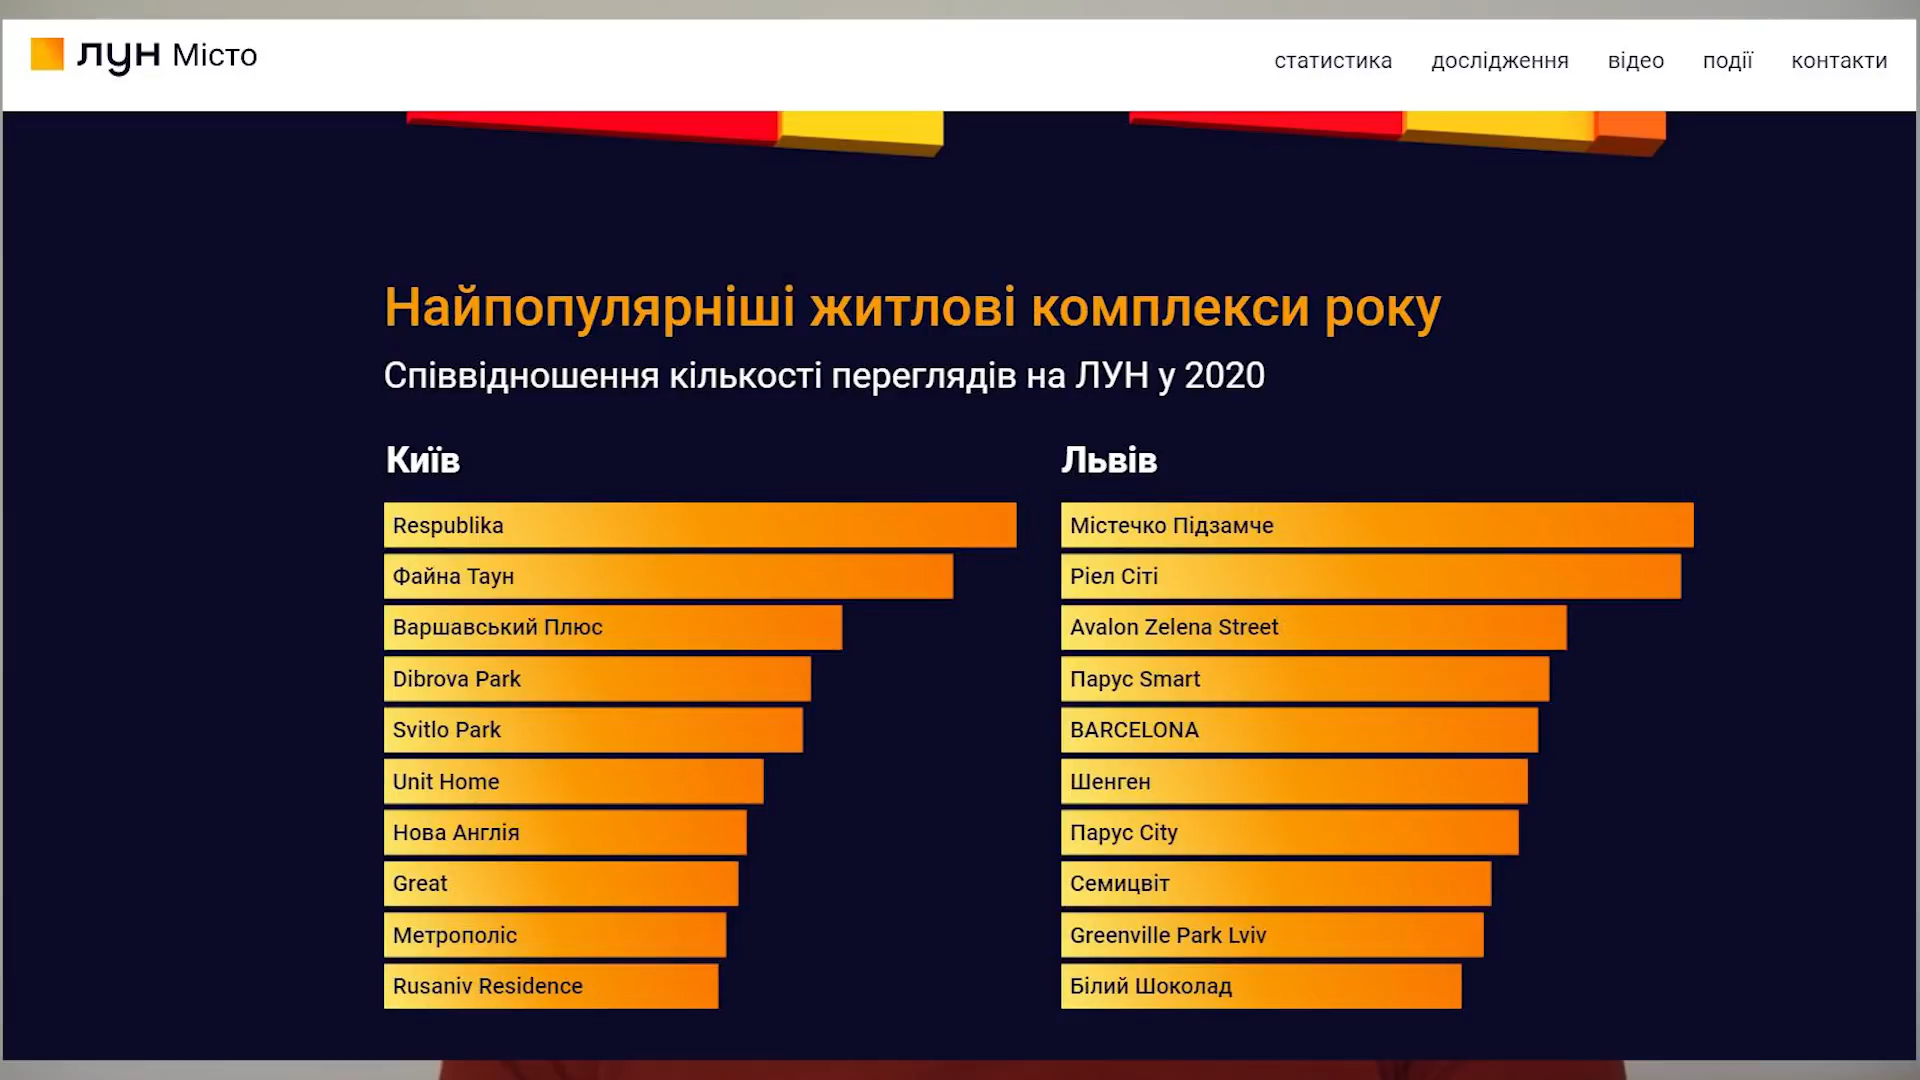 лун Місто
статистика дослідження відео події контакти
Найпопулярніші житлові комплекси року
Співвідношення кількості переглядів на ЛУН у 2020
Київ
Respublika
Файна Таун
Варшавський Плюс
Dibrova Park
Svitlo Park
Unit Home
Нова Англія
Great
Метрополіс
Rusaniv Residence
Львів
Містечко Підзамче
Ріел Сіті
Avalon Zelena Street
Парус Smart
BARCELONA
Шенген
Парус City
Семицвіт
Greenville Park Lviv
Білий Шоколад